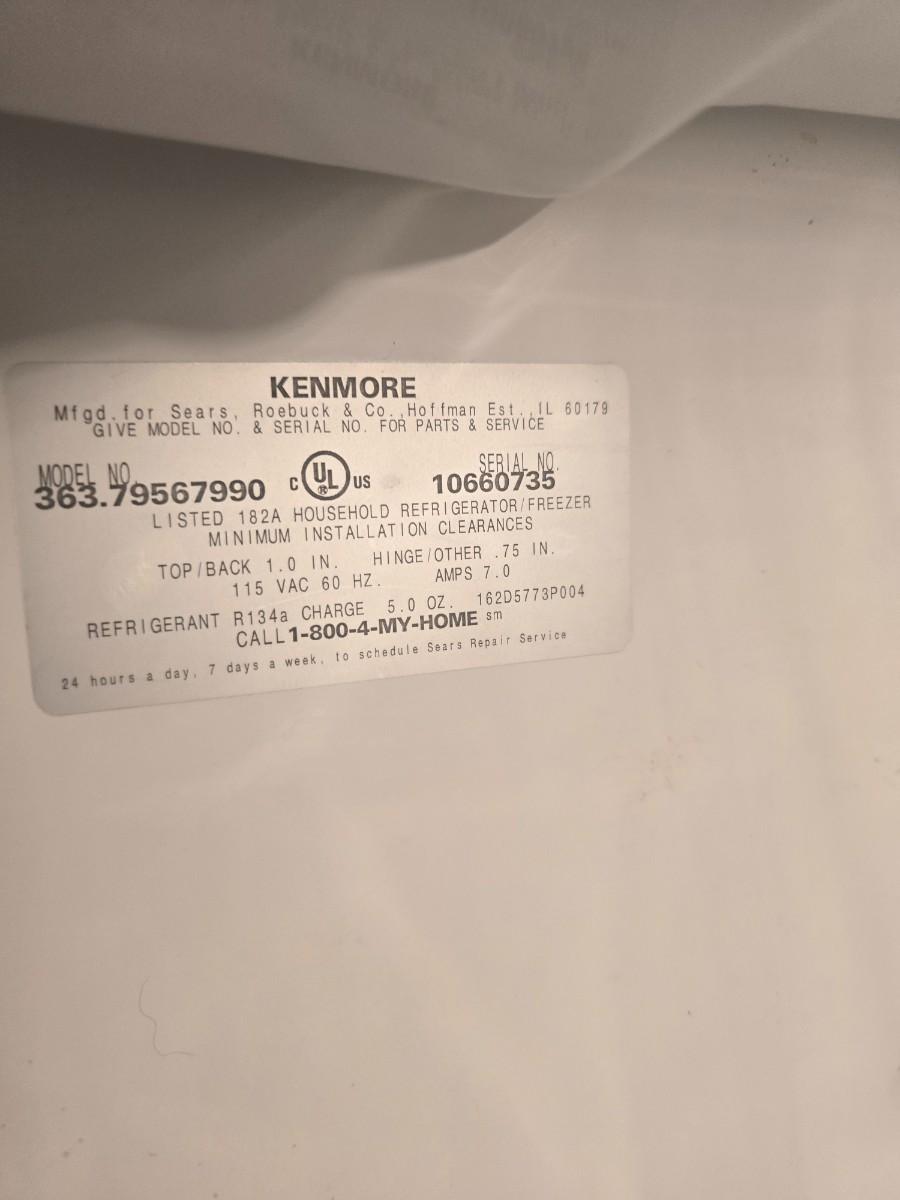 KENMORE
Mfgd. for Sears, Roebuck & Co., Hoffman Est., IL 60179
GIVE MODEL NO. & SERIAL NO. FOR PARTS & SERVICE
MODEL NO. SERIAL NO.
363.79567990 C UL ® US 10660735
LISTED 182A HOUSEHOLD REFRIGERATOR/FREEZER
MINIMUM INSTALLATION CLEARANCES
TOP/BACK 1.0 IN. HINGE/OTHER .75 IN.
115 VAC 60 HZ. AMPS 7.0
REFRIGERANT R134a CHARGE 5.0 OZ. 162D5773P004
CALL 1-800-4-MY-HOME sm
24 hours a day, 7 days a week, to schedule Sears Repair Service